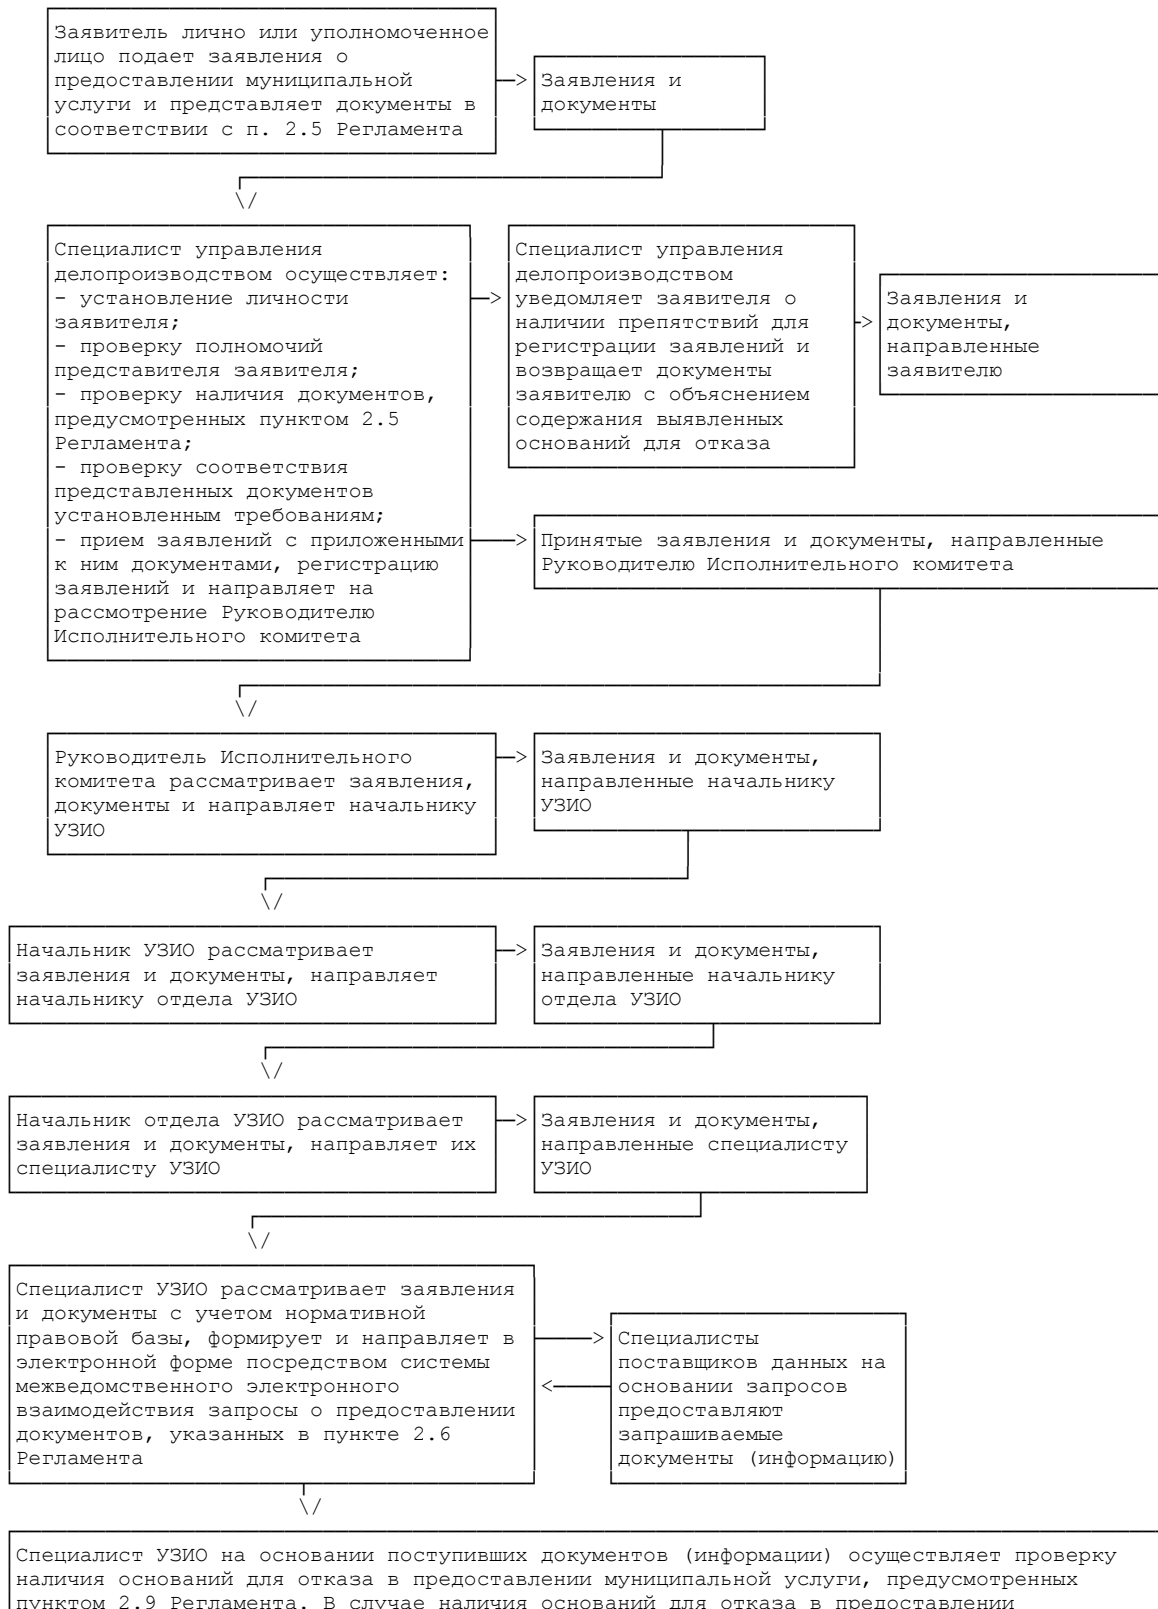 Заявитель лично или уполномоченное
лицо подает заявления о
предоставлении муниципальной
услуги и представляет документы в
соответствии с п. 2.5 Регламента
Заявления и
документы
Специалист управления
делопроизводством осуществляет:
- установление личности
заявителя;
- проверку полномочий
представителя заявителя;
- проверку наличия документов,
предусмотренных пунктом 2.5
Регламента;
- проверку соответствия
представленных документов
установленным требованиям;
- прием заявлений с приложенными
к ним документами, регистрацию
заявлений и направляет на
рассмотрение Руководителю
Исполнительного комитета
Специалист управления
делопроизводством
уведомляет заявителя о
наличии препятствий для
регистрации заявлений и
возвращает документы
заявителю с объяснением
содержания выявленных
оснований для отказа
Заявления и
документы,
направленные
заявителю
Принятые заявления и документы, направленные
Руководителю Исполнительного комитета
Руководитель Исполнительного
комитета рассматривает заявления,
документы и направляет начальнику
УЗИО
Заявления и документы,
направленные начальнику
УЗИО
Начальник УЗИО рассматривает
заявления и документы, направляет
начальнику отдела УЗИО
Заявления и документы,
направленные начальнику
отдела УЗИО
Начальник отдела УЗИО рассматривает
заявления и документы, направляет их
специалисту УЗИО
Заявления и документы,
направленные специалисту
УЗИО
Специалист УЗИО рассматривает заявления
и документы с учетом нормативной
правовой базы, формирует и направляет в
электронной форме посредством системы
межведомственного электронного
взаимодействия запросы о предоставлении
документов, указанных в пункте 2.6
Регламента
Специалисты
поставщиков данных на
основании запросов
предоставляют
запрашиваемые
документы (информацию)
Специалист УЗИО на основании поступивших документов (информации) осуществляет проверку
наличия оснований для отказа в предоставлении муниципальной услуги, предусмотренных
пунктом 2.9 Регламента. В случае наличия оснований для отказа в предоставлении